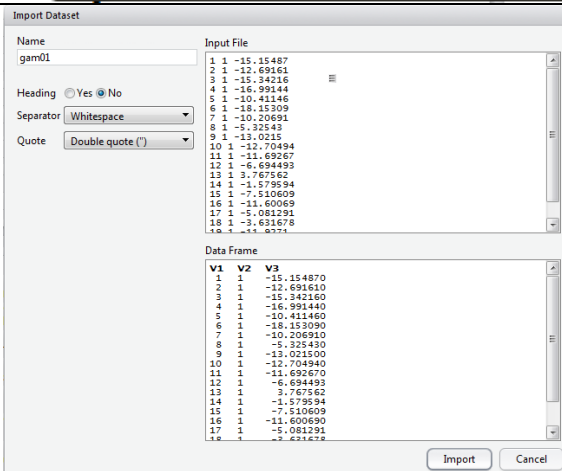 Import Dataset
Name
gam01
Heading Yes No
Separator Whitespace
Quote Double quote (")
Input File
1 1 -15.15487
2 1 -12.69161
3 1 -15.34216
4 1 -16.99144
5 1 -10.41146
6 1 -18.15309
7 1 -10.20691
8 1 -5.32543
9 1 -13.0215
10 1 -12.70494
11 1 -11.69267
12 1 -6.694493
13 1 3.767562
14 1 -1.579594
15 1 -7.510609
16 1 -11.60069
17 1 -5.081291
18 1 -3.631678
19 1 -11.9271
Data Frame
V1 V2 V3
1 1 -15.154870
2 1 -12.691610
3 1 -15.342160
4 1 -16.991440
5 1 -10.411460
6 1 -18.153090
7 1 -10.206910
8 1 -5.325430
9 1 -13.021500
10 1 -12.704940
11 1 -11.692670
12 1 -6.694493
13 1 3.767562
14 1 -1.579594
15 1 -7.510609
16 1 -11.600690
17 1 -5.081291
18 1 -3.631678
Import Cancel